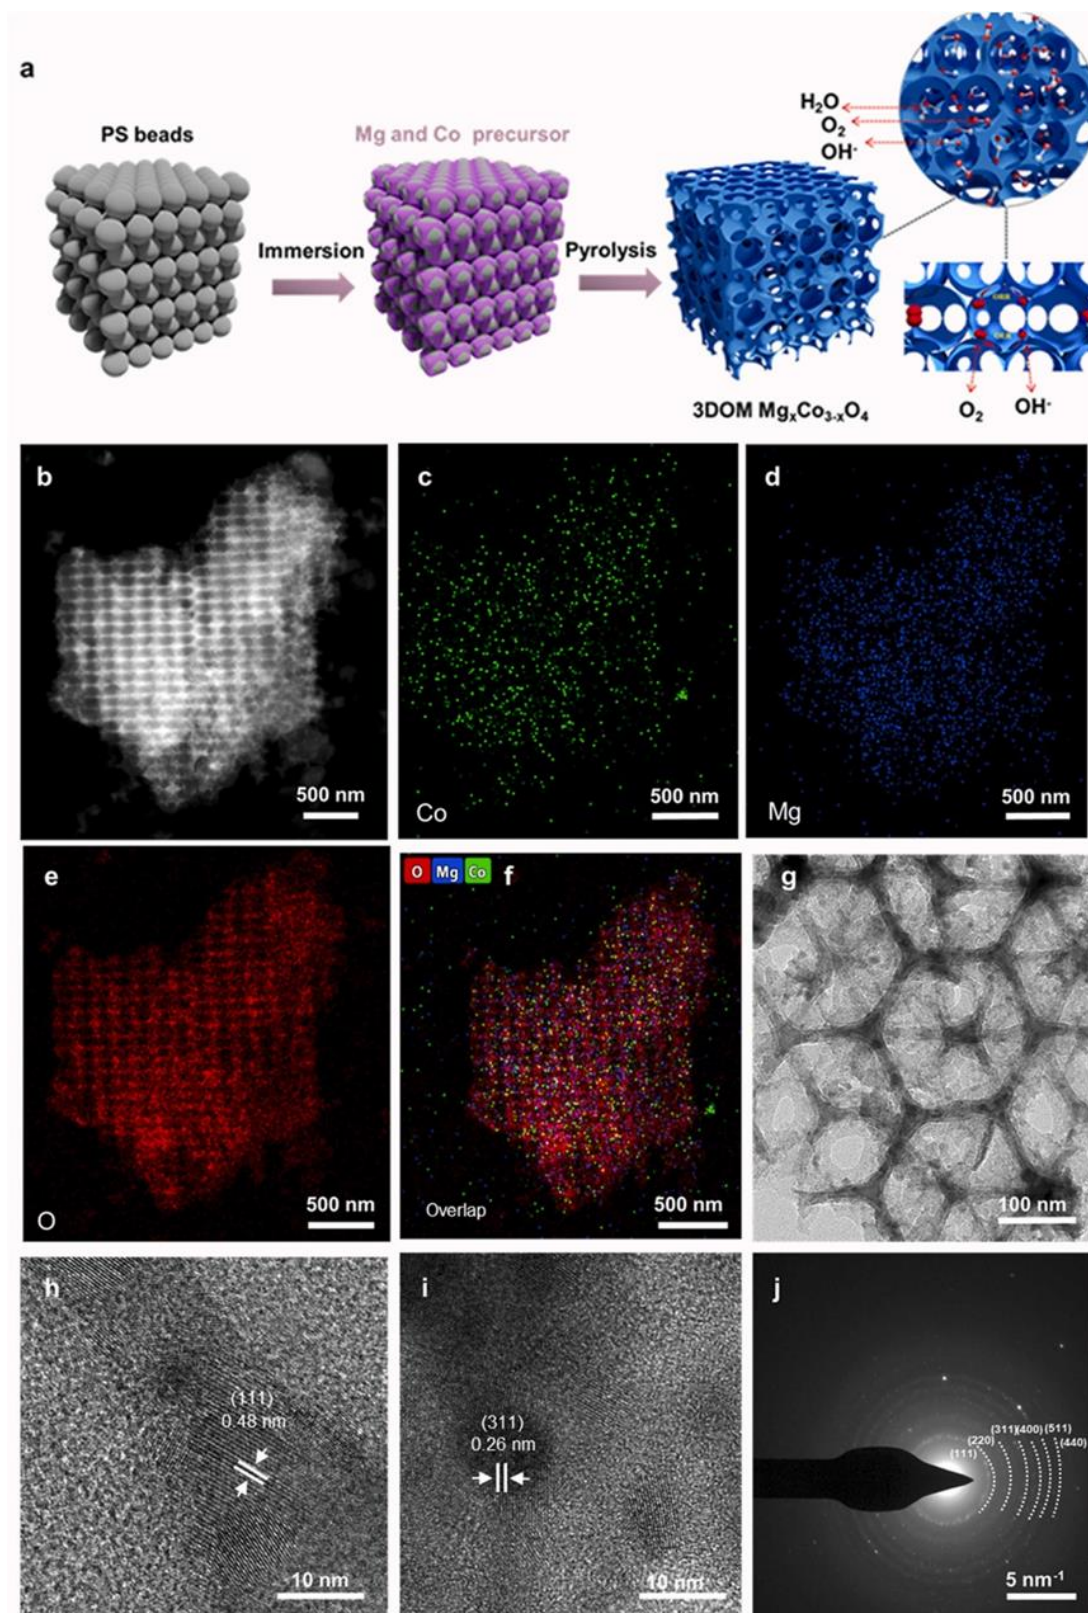 a
PS beads
Mg and Co precursor
Immersion
Pyrolysis
H₂O
O₂
OH⁻
O₂
OH⁻
3DOM MgₓCo₃₋ₓO₄
b
500 nm
c
Co
500 nm
d
Mg
500 nm
e
O
500 nm
O Mg Co
f
Overlap
500 nm
g
100 nm
h
(111)
0.48 nm
10 nm
i
(311)
0.26 nm
10 nm
j
(111)
(220)
(311)
(400)
(511)
(440)
5 nm⁻¹